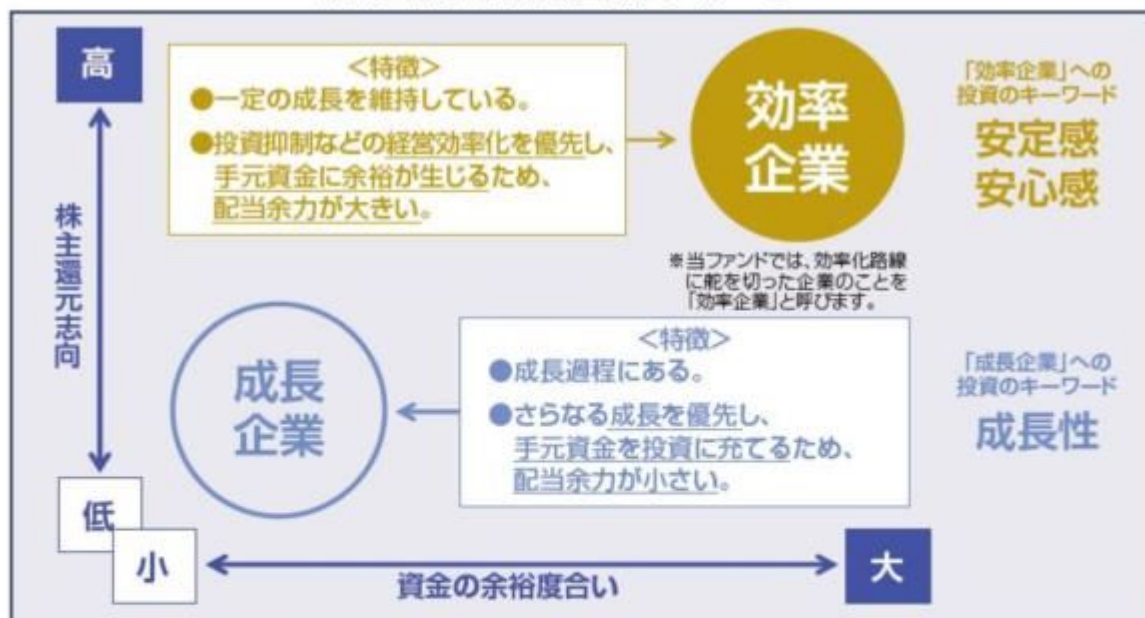 高
<特徴>
●一定の成長を維持している。
●投資抑制などの経営効率化を優先し、
手元資金に余裕が生じるため、
配当余力が大きい。
効率
企業
「効率企業」への
投資のキーワード
安定感
安心感
※当ファンドでは、効率化路線
に舵を切った企業のことを
「効率企業」と呼びます。
株主還元志向
成長
企業
<特徴>
●成長過程にある。
●さらなる成長を優先し、
手元資金を投資に充てるため、
配当余力が小さい。
「成長企業」への
投資のキーワード
成長性
低
小
資金の余裕度合い
大